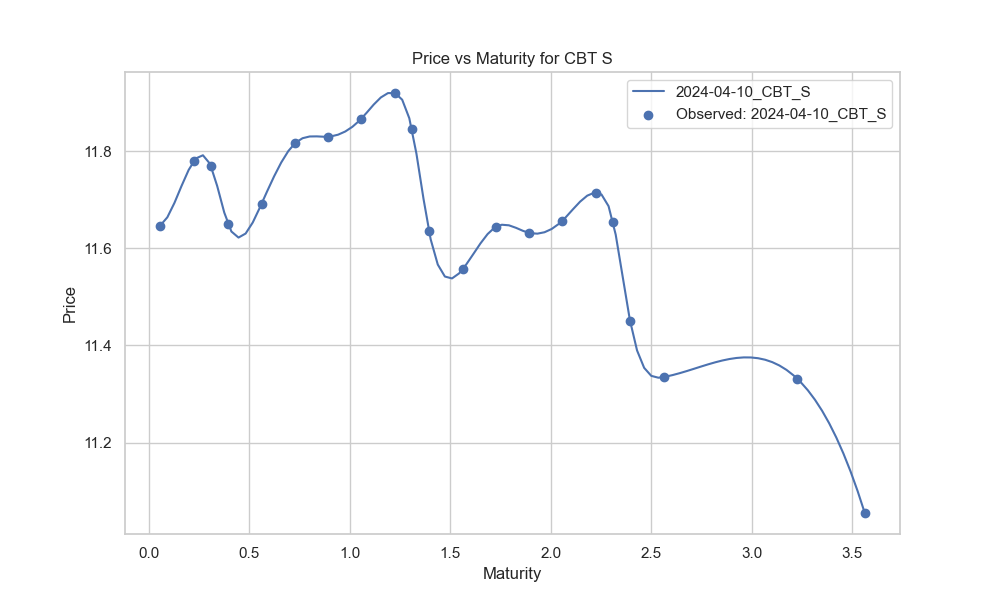 Price vs Maturity for CBT S
2024-04-10_CBT_S
Observed: 2024-04-10_CBT_S
11.8
11.6
11.4
11.2
Price
0.0 0.5 1.0 1.5 2.0 2.5 3.0 3.5
Maturity